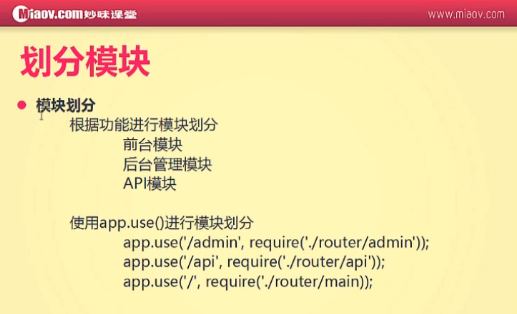 Miaov.com妙味课堂
www.miaov.com
划分模块
模块划分
根据功能进行模块划分
前台模块
后台管理模块
API模块
使用app.use()进行模块划分
app.use('/admin', require('./router/admin'));
app.use('/api', require('./router/api'));
app.use('/', require('./router/main));